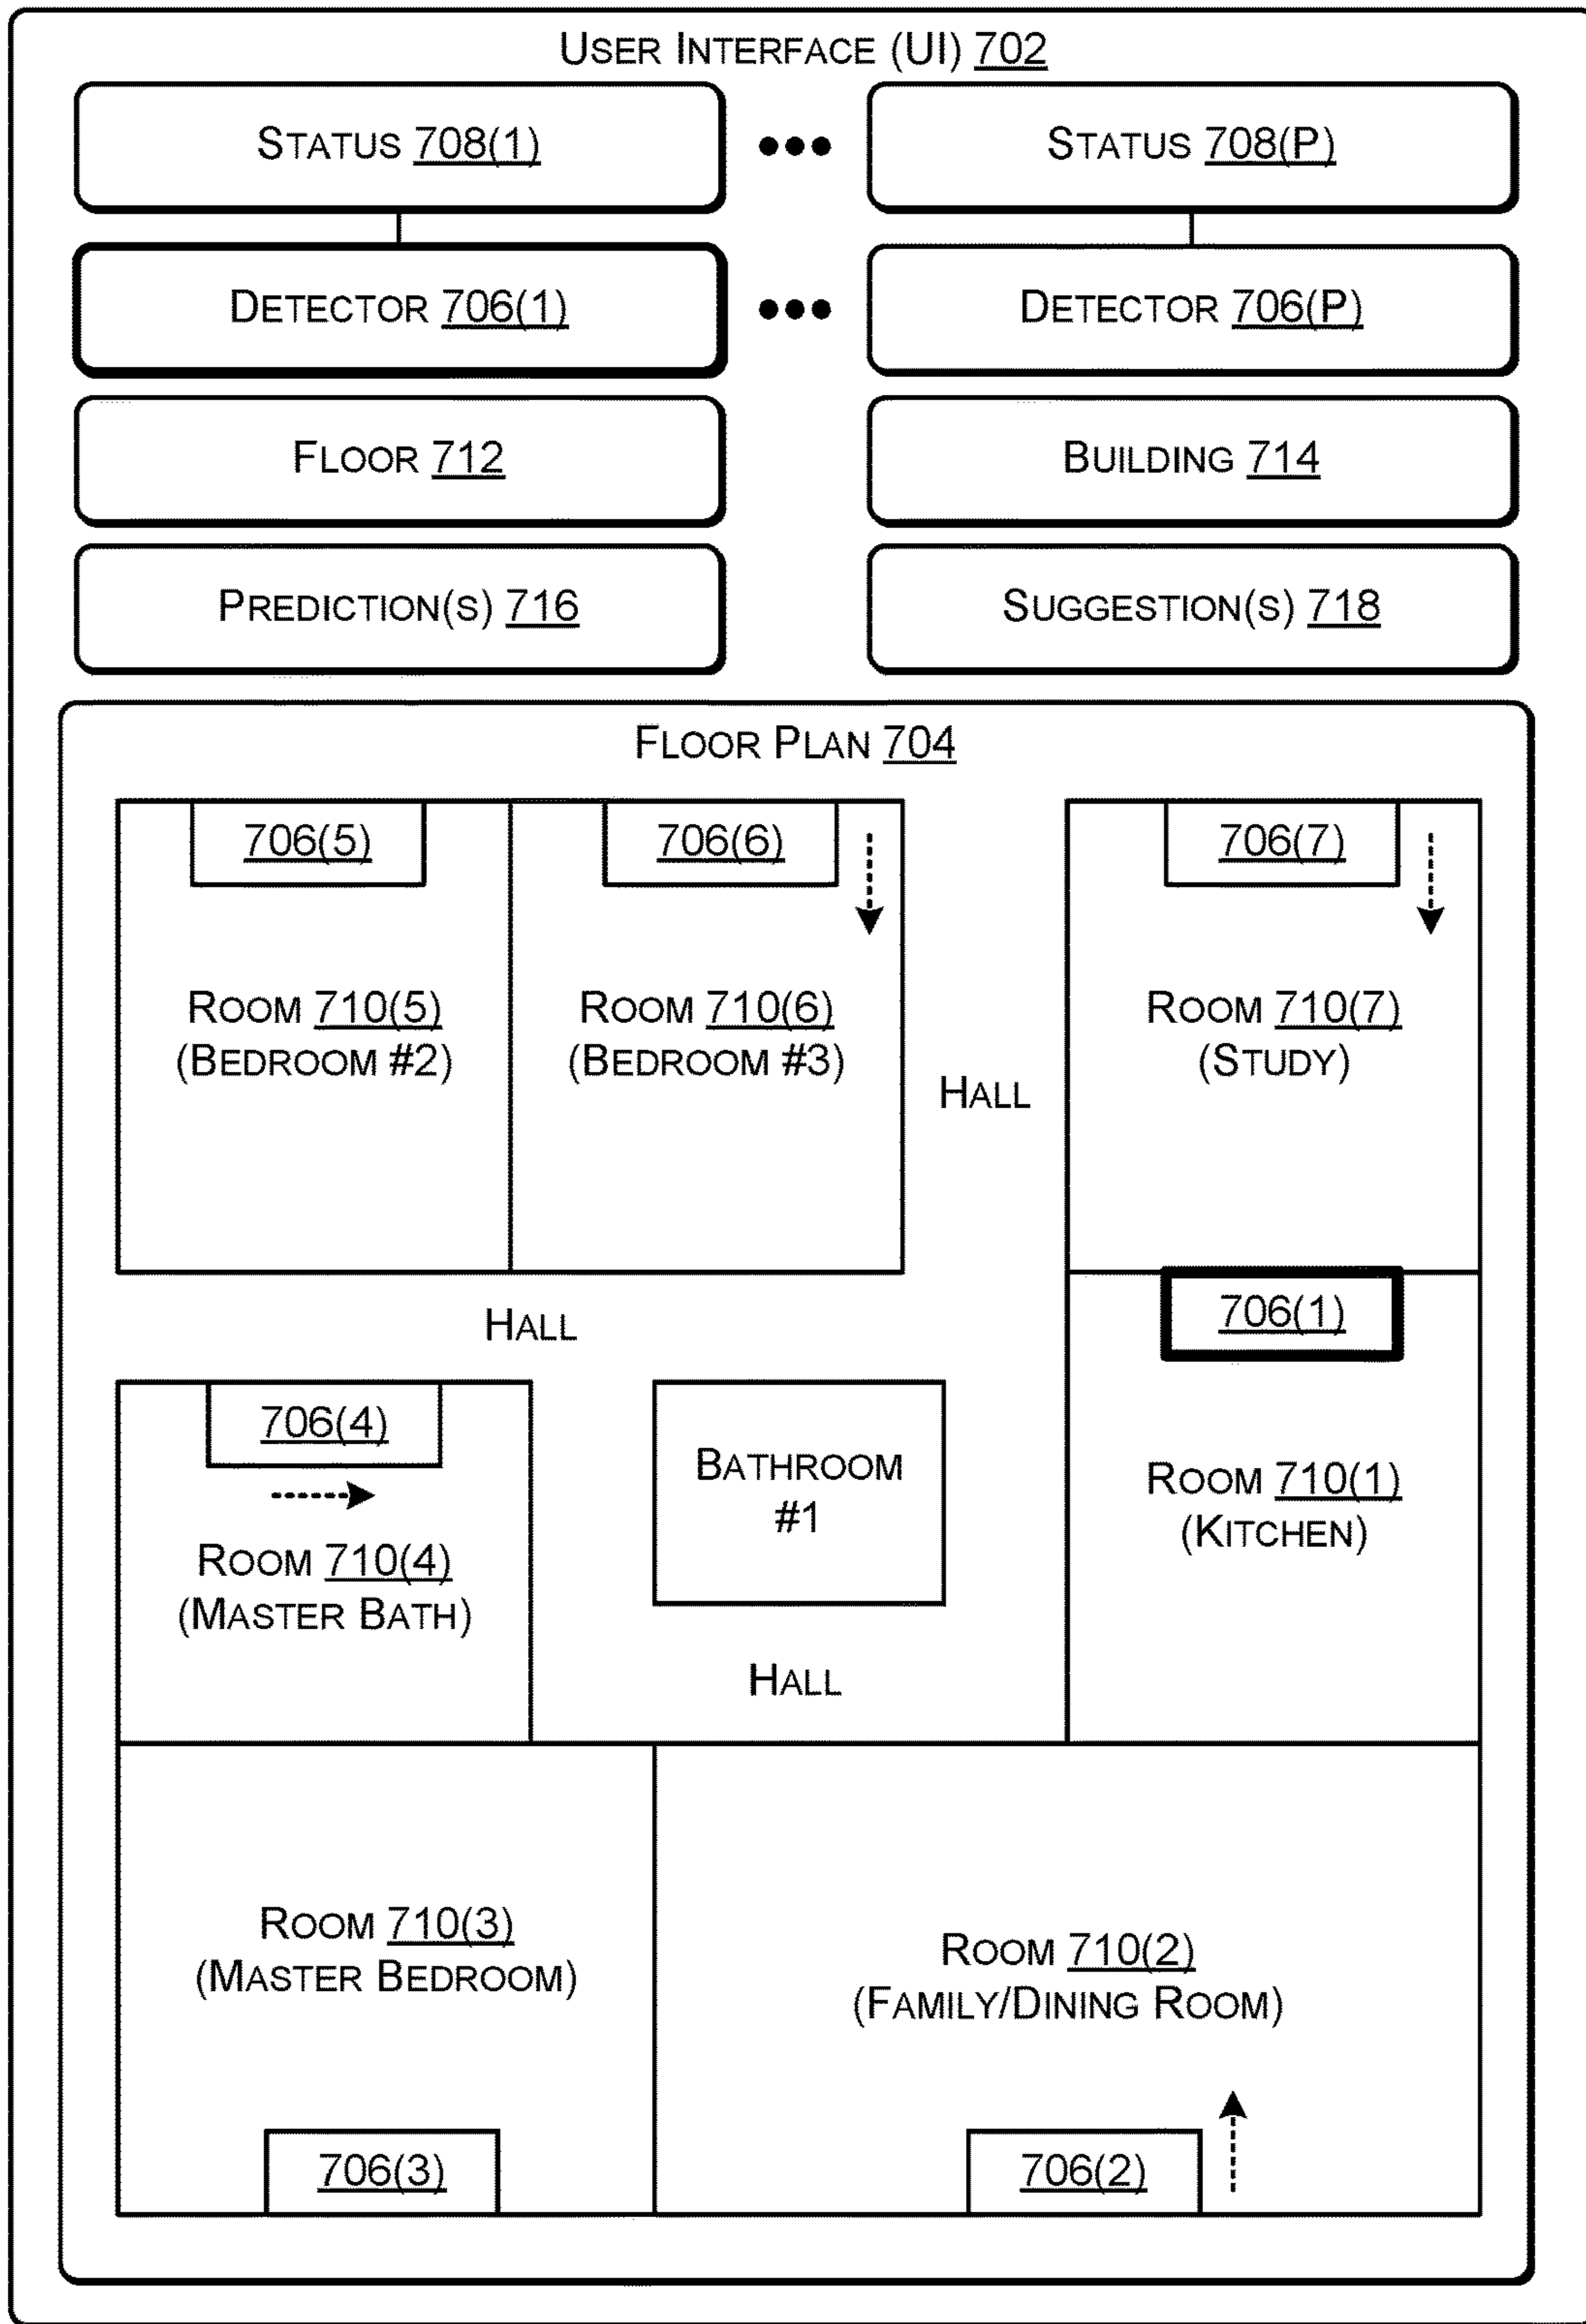 USER INTERFACE (UI) 702
STATUS 708(1)
STATUS 708(P)
DETECTOR 706(1)
DETECTOR 706(P)
FLOOR 712
BUILDING 714
PREDICTION(S) 716
SUGGESTION(S) 718
FLOOR PLAN 704
706(5)
706(6)
706(7)
ROOM 710(5)
(BEDROOM #2)
ROOM 710(6)
(BEDROOM #3)
ROOM 710(7)
(STUDY)
HALL
HALL
706(1)
706(4)
BATHROOM
#1
ROOM 710(1)
(KITCHEN)
ROOM 710(4)
(MASTER BATH)
HALL
ROOM 710(3)
(MASTER BEDROOM)
ROOM 710(2)
(FAMILY/DINING ROOM)
706(3)
706(2)